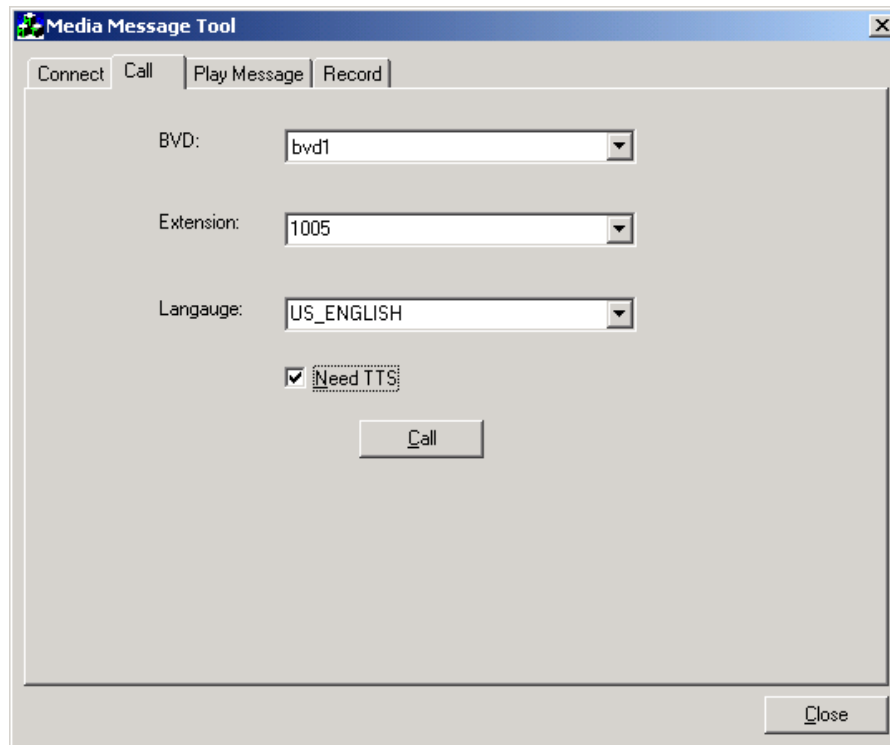 Media Message Tool
Connect Call Play Message Record
BVD: bvd1
Extension: 1005
Langauge: US_ENGLISH
Need TTS
Call
Close